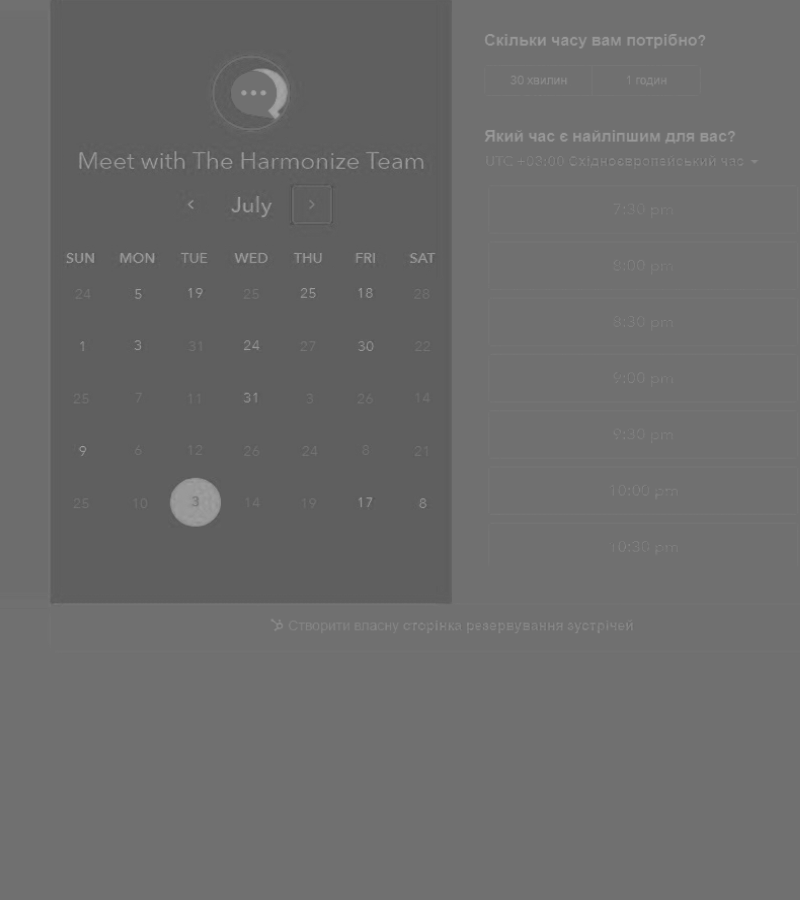 Meet with The Harmonize Team
July
SUN MON TUE WED THU FRI SAT
24 5 19 25 25 18 28
1 3 31 24 27 30 22
25 7 11 31 3 26 14
9 6 12 26 24 8 21
25 10 3 14 19 17 8
Скільки часу вам потрібно?
30 хвилин 1 годин
Який час є найліпшим для вас?
UTC +03:00 Східноєвропейський час
7:30 pm
8:00 pm
8:30 pm
9:00 pm
9:30 pm
10:00 pm
10:30 pm
Створити власну сторінка резервування зустрічей